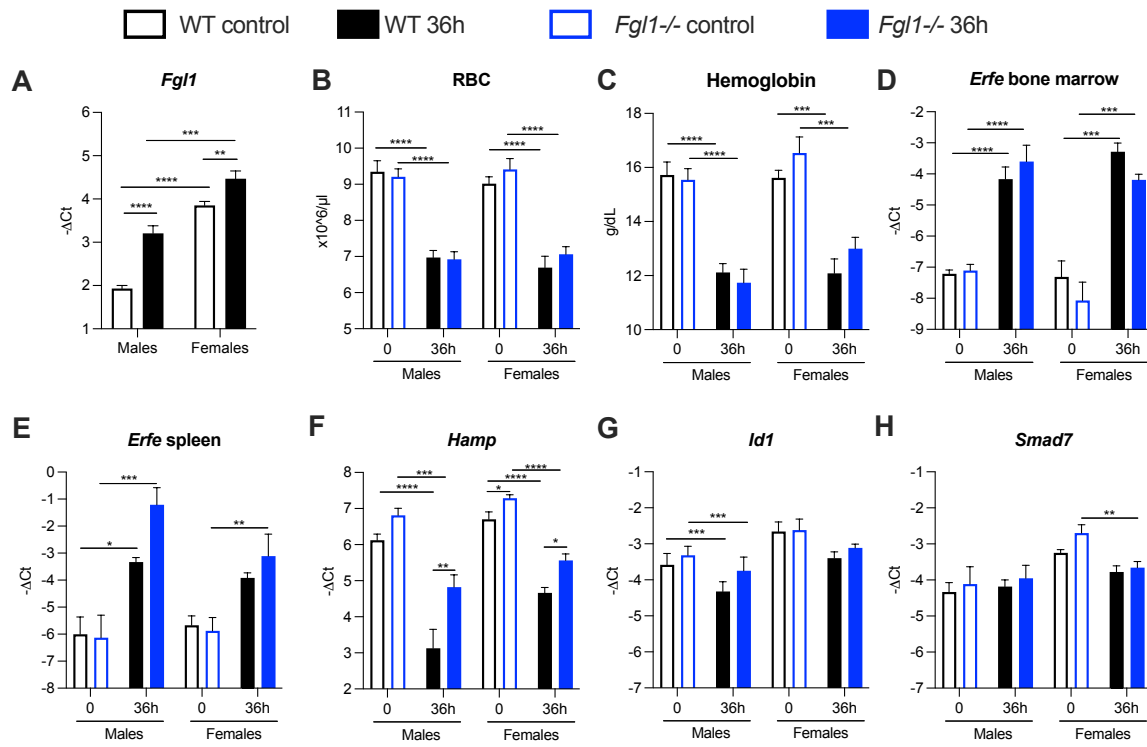 WT control WT 36h Fgl1-/- control Fgl1-/- 36h
A
Fgl1
-ΔCt
6
5
4
3
2
1
****
****
***
**
Males Females
B
RBC
x10^6/µl
11
10
9
8
7
6
5
****
****
****
****
0 36h 0 36h
Males Females
C
Hemoglobin
g/dL
18
16
14
12
10
****
****
***
***
0 36h 0 36h
Males Females
D
Erfe bone marrow
-ΔCt
-2
-3
-4
-5
-6
-7
-8
-9
****
****
***
***
0 36h 0 36h
Males Females
E
Erfe spleen
-ΔCt
0
-1
-2
-3
-4
-5
-6
-7
-8
***
*
**
0 36h 0 36h
Males Females
F
Hamp
-ΔCt
8
7
6
5
4
3
2
***
****
**
****
****
*
*
0 36h 0 36h
Males Females
G
Id1
-ΔCt
-1
-2
-3
-4
-5
-6
-7
***
***
0 36h 0 36h
Males Females
H
Smad7
-ΔCt
-1
-2
-3
-4
-5
-6
-7
**
0 36h 0 36h
Males Females